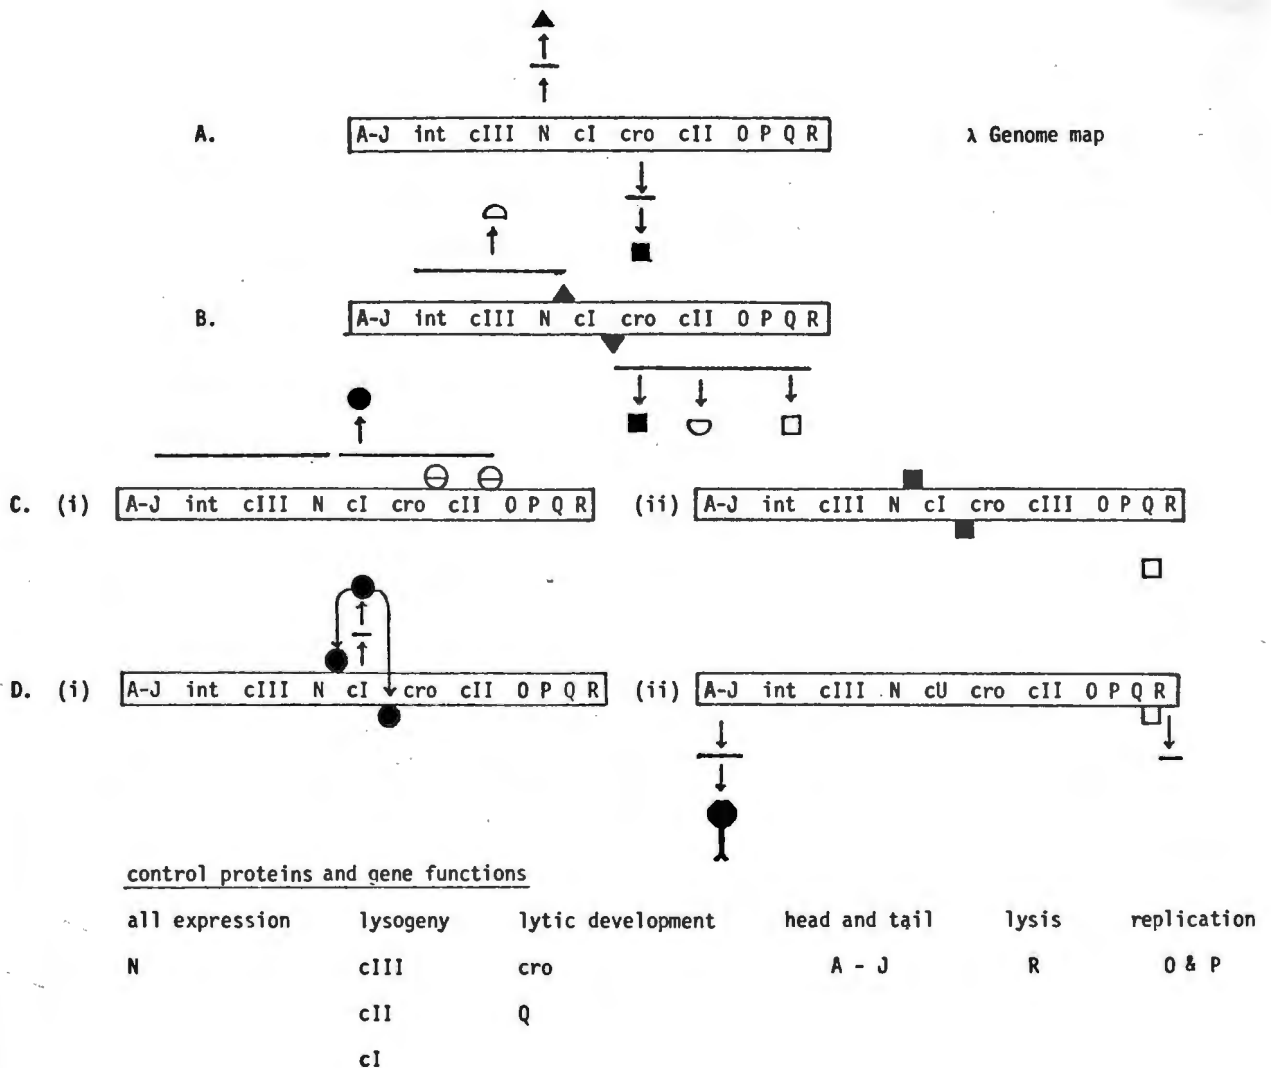 A. A-J int cIII N cI cro cII O P Q R λ Genome map
B. A-J int cIII N cI cro cII O P Q R
C. (i) A-J int cIII N cI cro cII O P Q R (ii) A-J int cIII N cI cro cIII O P Q R
D. (i) A-J int cIII N cI cro cII O P Q R (ii) A-J int cIII N cU cro cII O P Q R
control proteins and gene functions
all expression lysogeny lytic development head and tail lysis replication
N cIII cro A - J R O & P
cII Q
cI